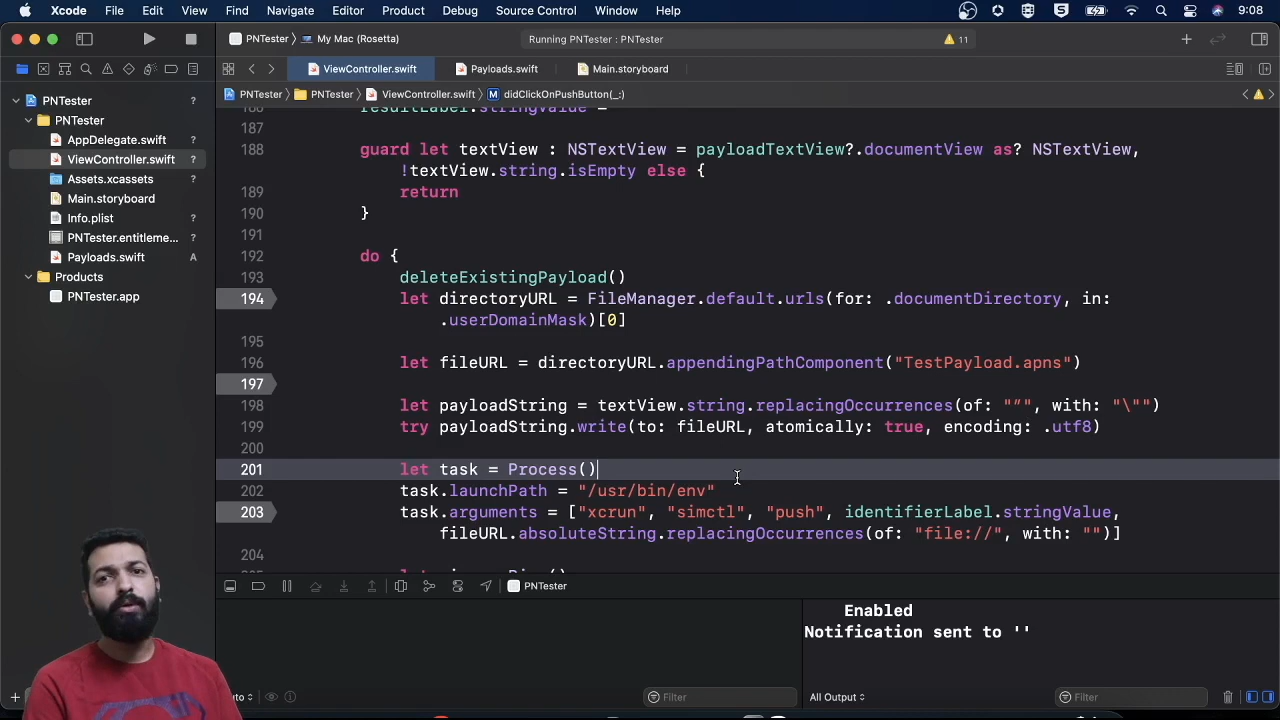 Xcode File Edit View Find Navigate Editor Product Debug Source Control Window Help 9:08
PNTester My Mac (Rosetta) Running PNTester : PNTester 11
ViewController.swift Payloads.swift Main.storyboard
PNTester PNTester ViewController.swift M didClickOnPushButton(_:)
PNTester ?
PNTester
AppDelegate.swift ?
ViewController.swift ?
Assets.xcassets ?
Main.storyboard ?
Info.plist ?
PNTester.entitleme... ?
Payloads.swift A
Products
PNTester.app
186 resultLabel.stringValue =
187
188 guard let textView : NSTextView = payloadTextView?.documentView as? NSTextView,
!textView.string.isEmpty else {
189 return
190 }
191
192 do {
193 deleteExistingPayload()
194 let directoryURL = FileManager.default.urls(for: .documentDirectory, in:
.userDomainMask)[0]
195
196 let fileURL = directoryURL.appendingPathComponent("TestPayload.apns")
197
198 let payloadString = textView.string.replacingOccurrences(of: "“", with: "\"")
199 try payloadString.write(to: fileURL, atomically: true, encoding: .utf8)
200
201 let task = Process()
202 task.launchPath = "/usr/bin/env"
203 task.arguments = ["xcrun", "simctl", "push", identifierLabel.stringValue,
fileURL.absoluteString.replacingOccurrences(of: "file://", with: "")]
204
PNTester
Enabled
Notification sent to ''
Filter All Output Filter